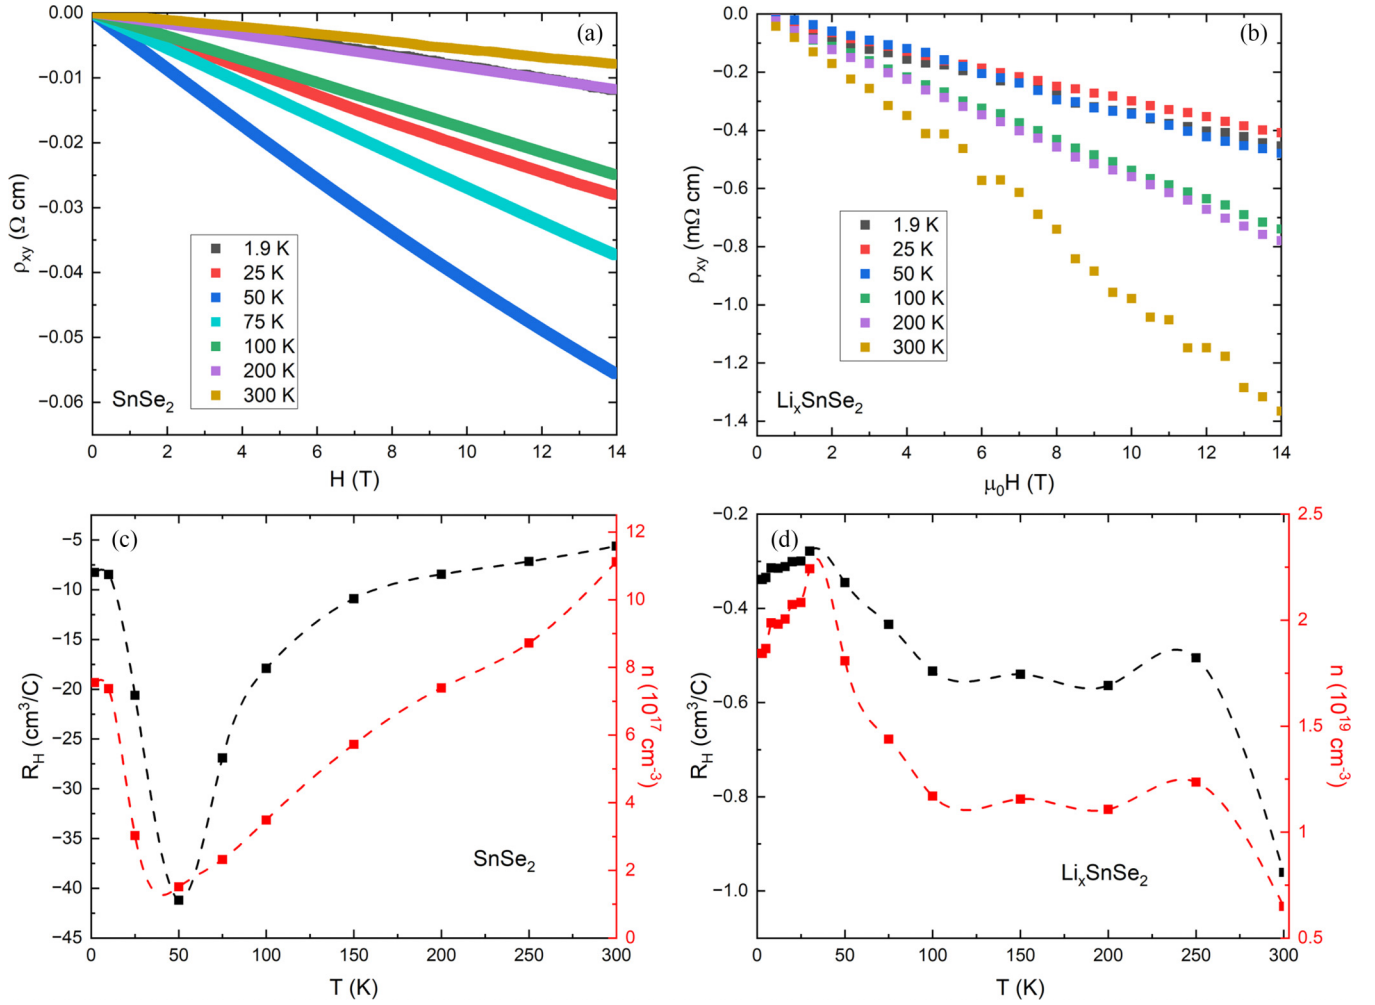 (a)
0.000
−0.01
−0.02
−0.03
−0.04
−0.05
−0.06
ρxy (Ω cm)
1.9 K
25 K
50 K
75 K
100 K
200 K
300 K
SnSe2
0 2 4 6 8 10 12 14
H (T)
(b)
0.0
−0.2
−0.4
−0.6
−0.8
−1.0
−1.2
−1.4
ρxy (mΩ cm)
1.9 K
25 K
50 K
100 K
200 K
300 K
LixSnSe2
0 2 4 6 8 10 12 14
μ0H (T)
(c)
−5
−10
−15
−20
−25
−30
−35
−40
−45
RH (cm3/C)
12
10
8
6
4
2
0
n (1017 cm-3)
SnSe2
0 50 100 150 200 250 300
T (K)
(d)
−0.2
−0.4
−0.6
−0.8
−1.0
RH (cm3/C)
2.5
2
1.5
1
0.5
n (1019 cm-3)
LixSnSe2
0 50 100 150 200 250 300
T (K)